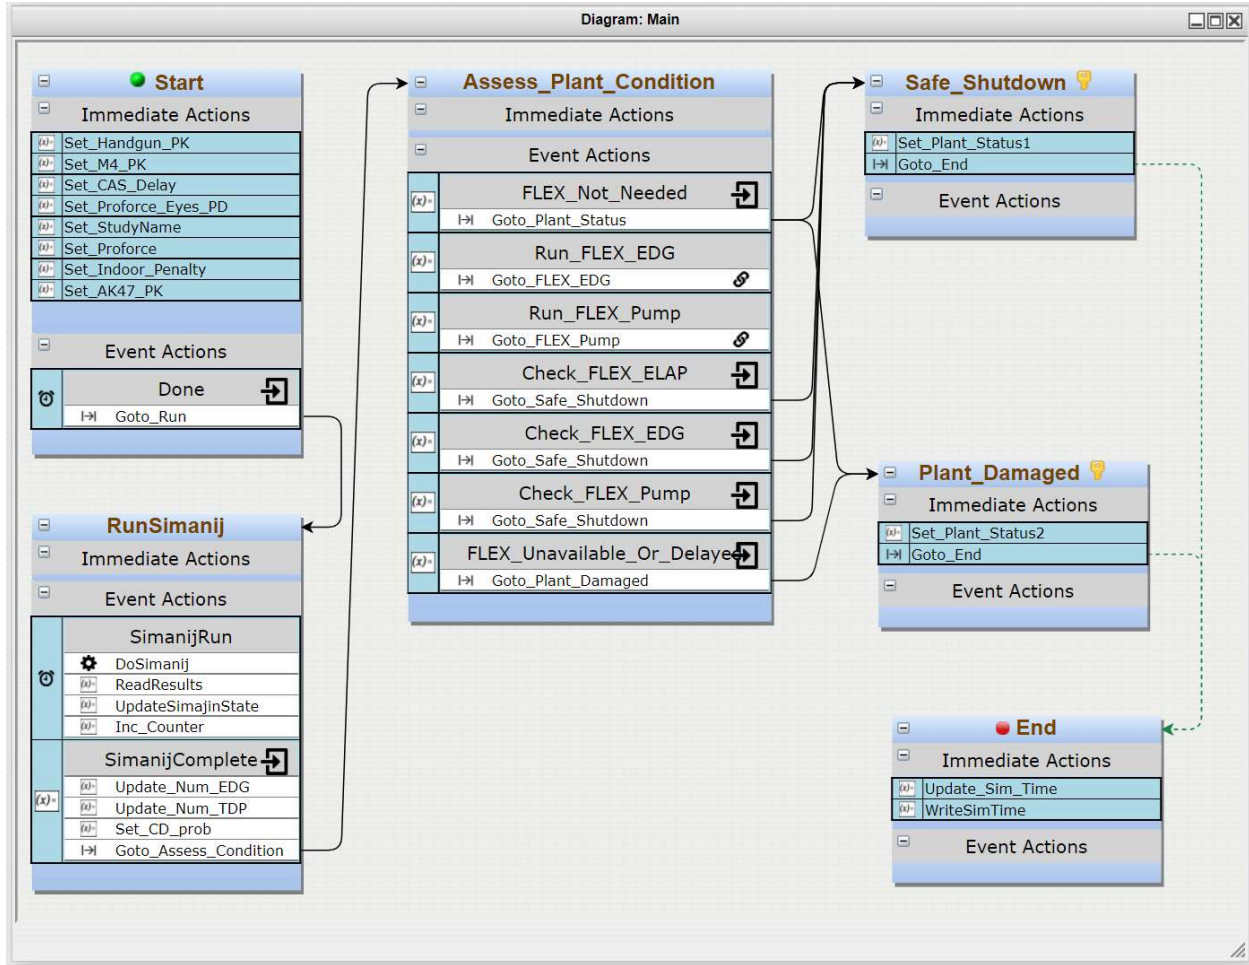 Diagram: Main
Start
Immediate Actions
Set_Handgun_PK
Set_M4_PK
Set_CAS_Delay
Set_Proforce_Eyes_PD
Set_StudyName
Set_Proforce
Set_Indoor_Penalty
Set_AK47_PK
Event Actions
Done
Goto_Run
RunSimanij
Immediate Actions
Event Actions
SimanijRun
DoSimanij
ReadResults
UpdateSimajinState
Inc_Counter
SimanijComplete
(x)=
Update_Num_EDG
Update_Num_TDP
Set_CD_prob
Goto_Assess_Condition
Assess_Plant_Condition
Immediate Actions
Event Actions
FLEX_Not_Needed
(x)=
Goto_Plant_Status
Run_FLEX_EDG
(x)=
Goto_FLEX_EDG
Run_FLEX_Pump
(x)=
Goto_FLEX_Pump
Check_FLEX_ELAP
(x)=
Goto_Safe_Shutdown
Check_FLEX_EDG
(x)=
Goto_Safe_Shutdown
Check_FLEX_Pump
(x)=
Goto_Safe_Shutdown
FLEX_Unavailable_Or_Delayed
(x)=
Goto_Plant_Damaged
Safe_Shutdown
Immediate Actions
Set_Plant_Status1
Goto_End
Event Actions
Plant_Damaged
Immediate Actions
Set_Plant_Status2
Goto_End
Event Actions
End
Immediate Actions
Update_Sim_Time
WriteSimTime
Event Actions